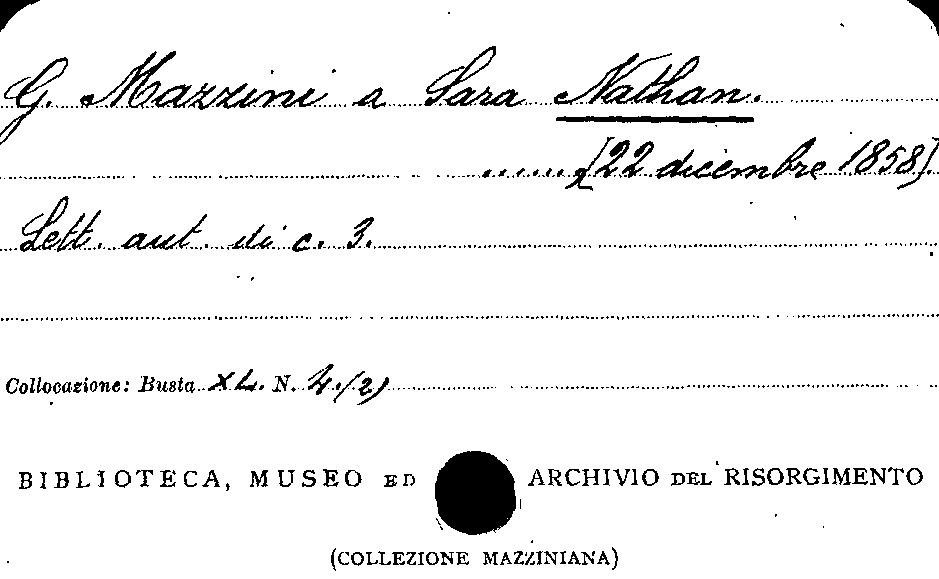 G. Mazzini a Sara Nathan.
...... [22 dicembre 1858].
Lett. aut. di c. 3.
Collocazione: Busta XL. N. 4.(2)
BIBLIOTECA, MUSEO ED ARCHIVIO DEL RISORGIMENTO
(COLLEZIONE MAZZINIANA)